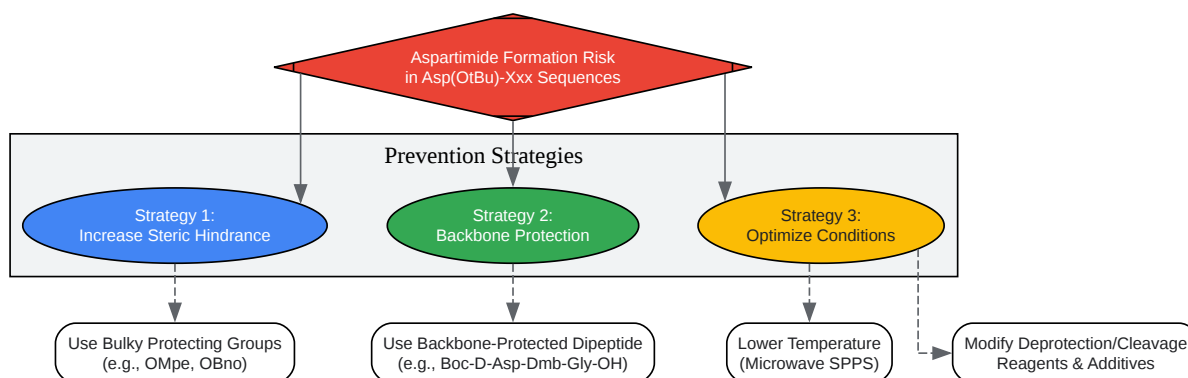 Aspartimide Formation Risk
in Asp(OtBu)-Xxx Sequences
Prevention Strategies
Strategy 1:
Increase Steric Hindrance
Strategy 2:
Backbone Protection
Strategy 3:
Optimize Conditions
Use Bulky Protecting Groups
(e.g., OMpe, OBno)
Use Backbone-Protected Dipeptide
(e.g., Boc-D-Asp-Dmb-Gly-OH)
Lower Temperature
(Microwave SPPS)
Modify Deprotection/Cleavage
Reagents & Additives